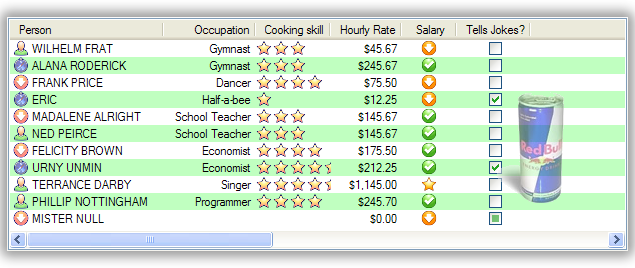 Person Occupation Cooking skill Hourly Rate Salary Tells Jokes?
WILHELM FRAT Gymnast $45.67
ALANA RODERICK Gymnast $245.67
FRANK PRICE Dancer $75.50
ERIC Half-a-bee $12.25
MADALENE ALRIGHT School Teacher $145.67
NED PEIRCE School Teacher $145.67
FELICITY BROWN Economist $175.50
URNY UNMIN Economist $212.25
TERRANCE DARBY Singer $1,145.00
PHILLIP NOTTINGHAM Programmer $245.70
MISTER NULL $0.00
Red Bull